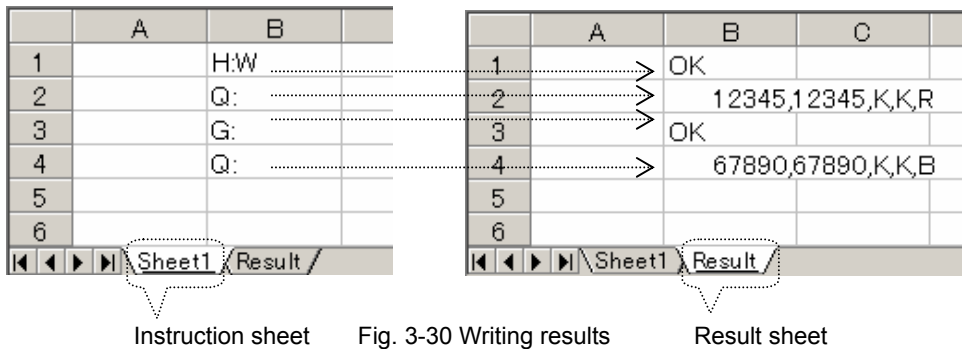 A B
1 H:W
2 Q:
3 G:
4 Q:
5
6
Sheet1 Result
A B C
1 OK
2 12345,12345,K,K,R
3 OK
4 67890,67890,K,K,B
5
6
Sheet1 Result
Instruction sheet Fig. 3-30 Writing results Result sheet